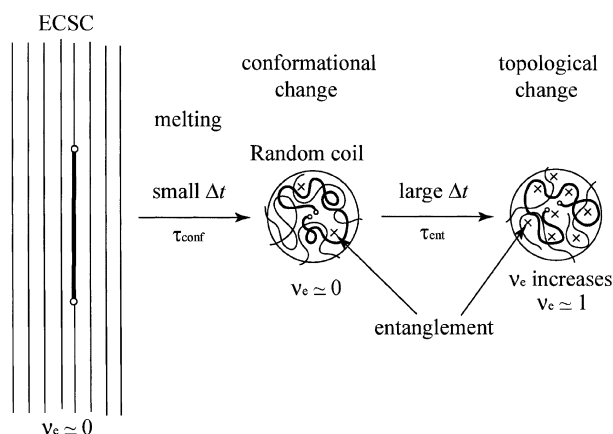 ECSC
conformational
change
topological
change
melting
Random coil
small Δt
τconf
large Δt
τent
× ×
× × × × × × ×
νe ≃ 0
νe increases
νe ≃ 1
entanglement
νe ≃ 0